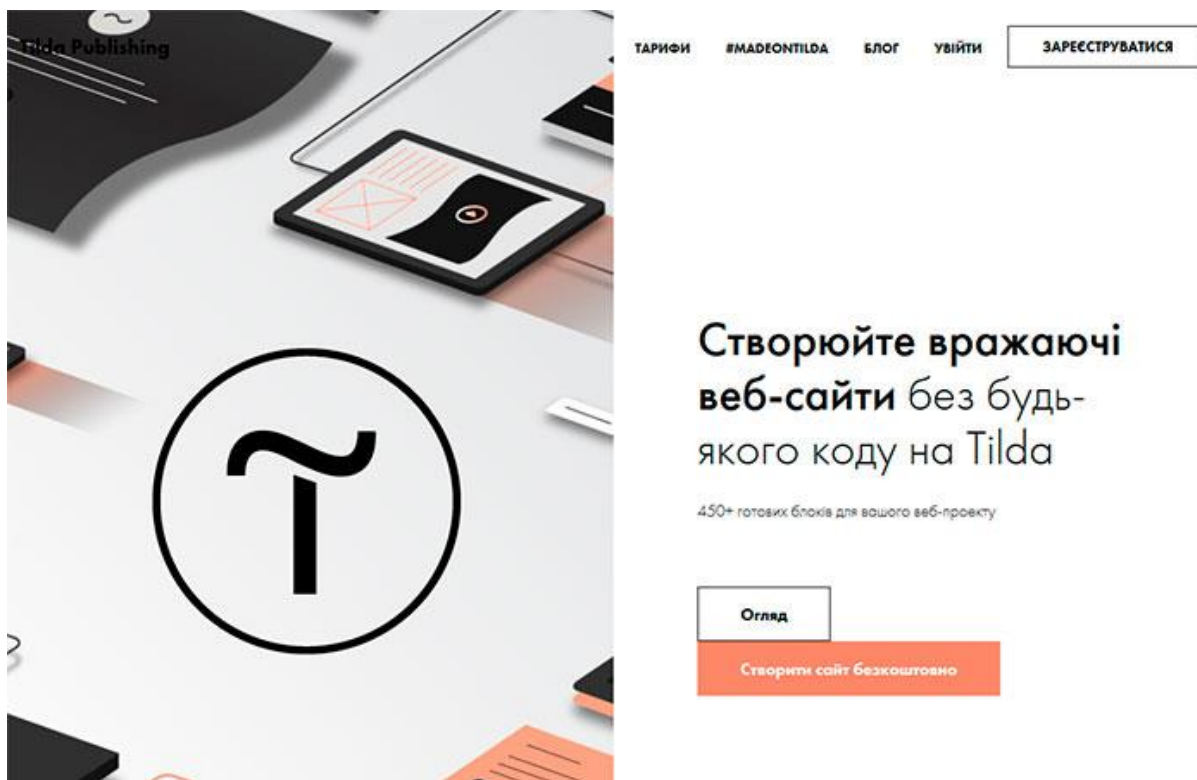 Tilda Publishing
ТАРИФИ
#MADEONTILDA
БЛОГ
УВІЙТИ
ЗАРЕЄСТРУВАТИСЯ
Створюйте вражаючі
веб-сайти без будь-
якого коду на Tilda
450+ готових блоків для вашого веб-проекту
Огляд
Створити сайт безкоштовно